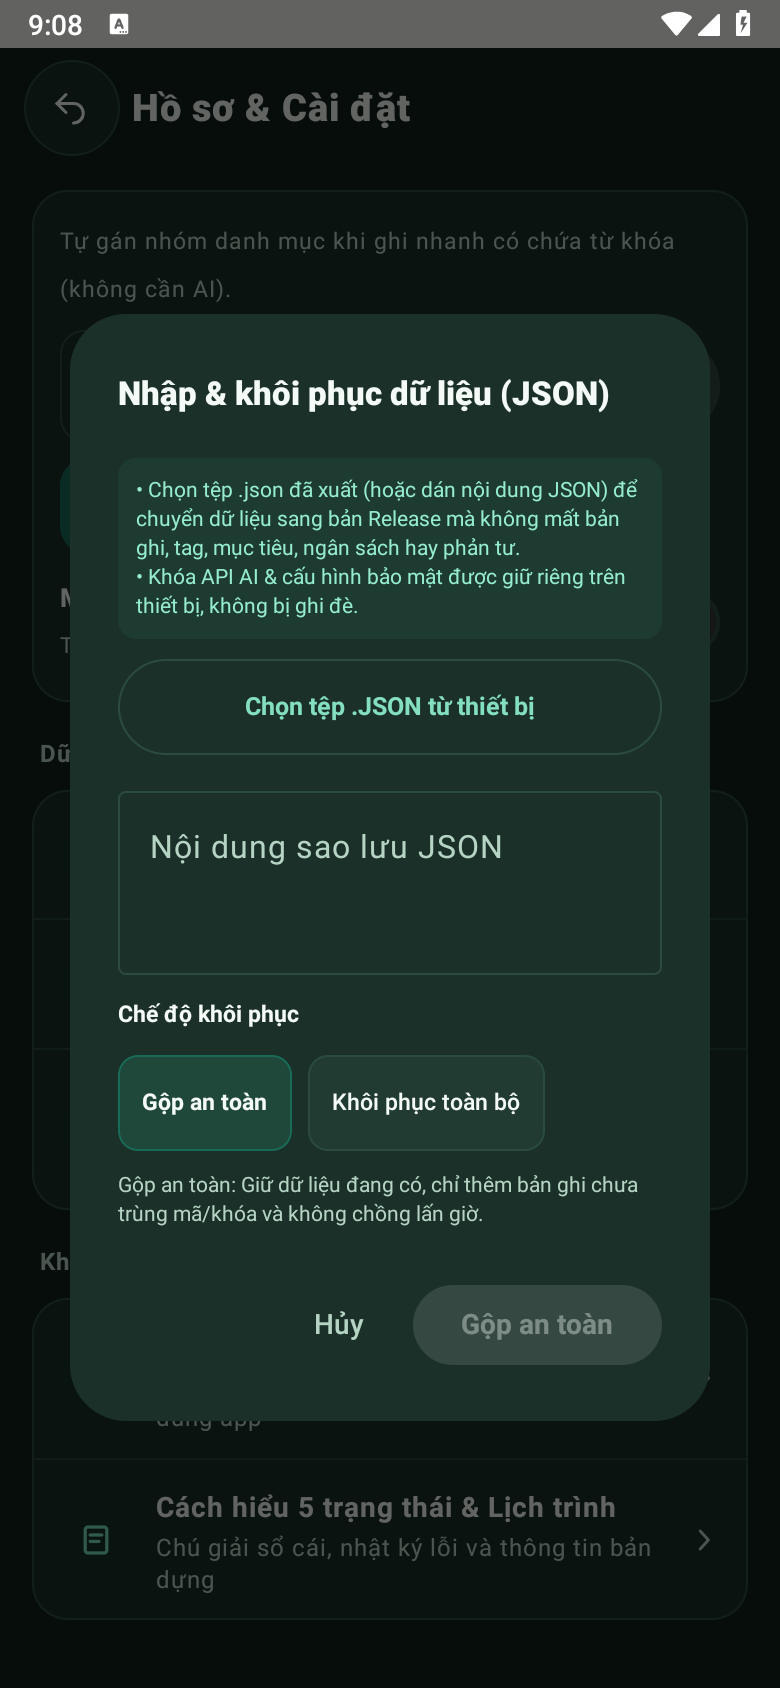 9:08
Hồ sơ & Cài đặt
Tự gán nhóm danh mục khi ghi nhanh có chứa từ khóa
(không cần AI).
Nhập & khôi phục dữ liệu (JSON)
• Chọn tệp .json đã xuất (hoặc dán nội dung JSON) để
chuyển dữ liệu sang bản Release mà không mất bản
ghi, tag, mục tiêu, ngân sách hay phản tư.
• Khóa API AI & cấu hình bảo mật được giữ riêng trên
thiết bị, không bị ghi đè.
Chọn tệp .JSON từ thiết bị
Dữ
Nội dung sao lưu JSON
Chế độ khôi phục
Gộp an toàn
Khôi phục toàn bộ
Gộp an toàn: Giữ dữ liệu đang có, chỉ thêm bản ghi chưa
trùng mã/khóa và không chồng lấn giờ.
Kh
Hủy
Gộp an toàn
dùng app
Cách hiểu 5 trạng thái & Lịch trình
Chú giải sổ cái, nhật ký lỗi và thông tin bản
dựng